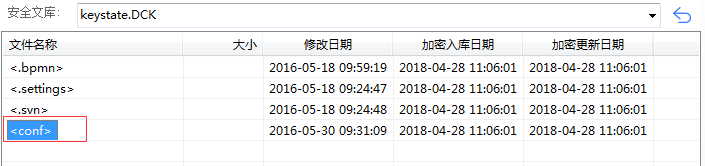 安全文库： keystate.DCK
文件名称 大小 修改日期 加密入库日期 加密更新日期
<.bpmn> 2016-05-18 09:59:19 2018-04-28 11:06:01 2018-04-28 11:06:01
<.settings> 2016-05-18 09:24:47 2018-04-28 11:06:01 2018-04-28 11:06:01
<.svn> 2016-05-18 09:24:48 2018-04-28 11:06:01 2018-04-28 11:06:01
<conf> 2016-05-30 09:31:09 2018-04-28 11:06:01 2018-04-28 11:06:01